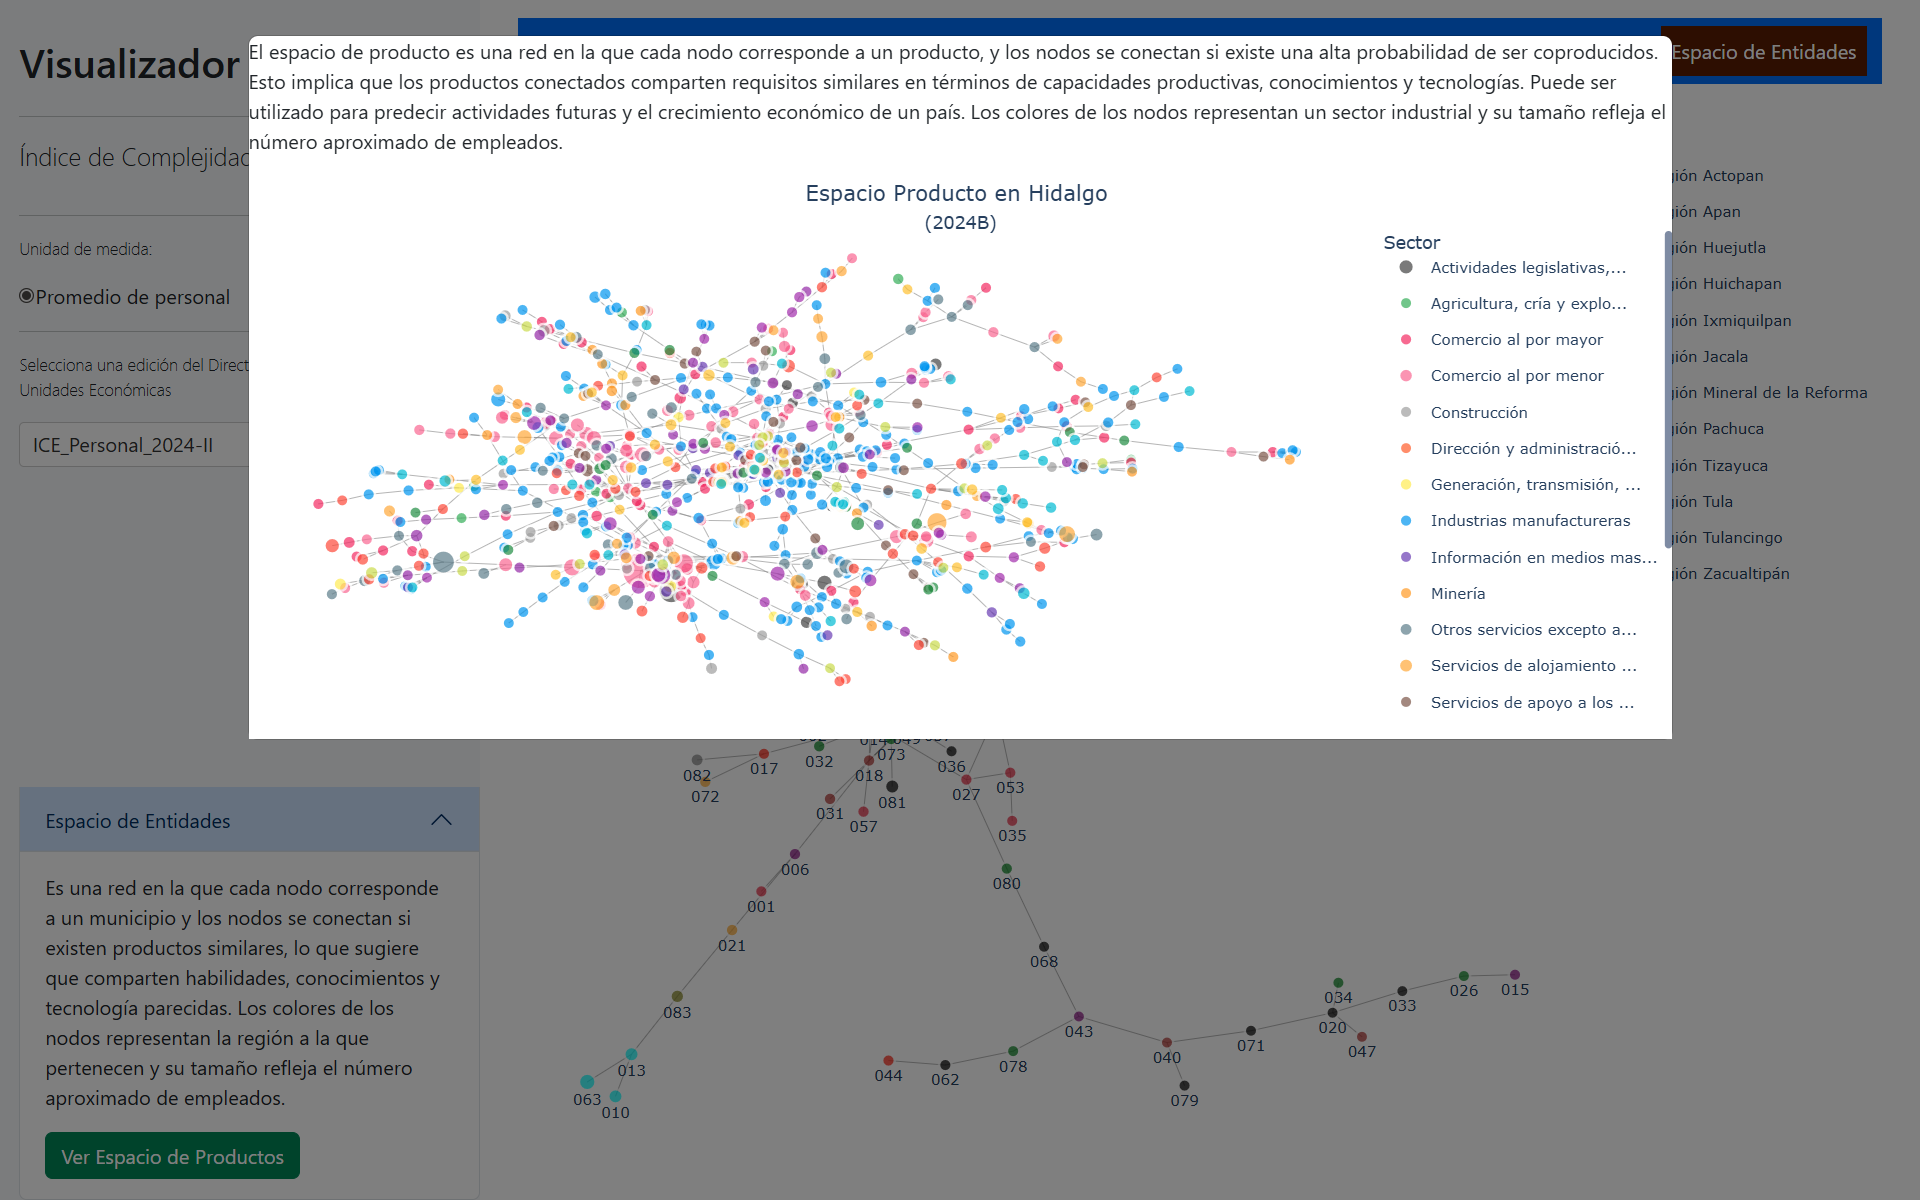 Visualizador
Índice de Complejidad
Unidad de medida:
Promedio de personal
Selecciona una edición del Direct
Unidades Económicas
ICE_Personal_2024-II
Espacio de Entidades
Es una red en la que cada nodo corresponde
a un municipio y los nodos se conectan si
existen productos similares, lo que sugiere
que comparten habilidades, conocimientos y
tecnología parecidas. Los colores de los
nodos representan la región a la que
pertenecen y su tamaño refleja el número
aproximado de empleados.
Ver Espacio de Productos
El espacio de producto es una red en la que cada nodo corresponde a un producto, y los nodos se conectan si existe una alta probabilidad de ser coproducidos.
Esto implica que los productos conectados comparten requisitos similares en términos de capacidades productivas, conocimientos y tecnologías. Puede ser
utilizado para predecir actividades futuras y el crecimiento económico de un país. Los colores de los nodos representan un sector industrial y su tamaño refleja el
número aproximado de empleados.
Espacio Producto en Hidalgo
(2024B)
Sector
Actividades legislativas,...
Agricultura, cría y explo...
Comercio al por mayor
Comercio al por menor
Construcción
Dirección y administració...
Generación, transmisión, ...
Industrias manufactureras
Información en medios mas...
Minería
Otros servicios excepto a...
Servicios de alojamiento ...
Servicios de apoyo a los ...
Espacio de Entidades
gión Actopan
gión Apan
gión Huejutla
gión Huichapan
gión Ixmiquilpan
gión Jacala
gión Mineral de la Reforma
gión Pachuca
gión Tizayuca
gión Tula
gión Tulancingo
gión Zacualtipán
073
032
036
017
082
018
053
027
072
081
031
057
035
006
080
001
021
068
034
026
015
033
083
020
043
071
047
040
013
078
044
062
063
079
010